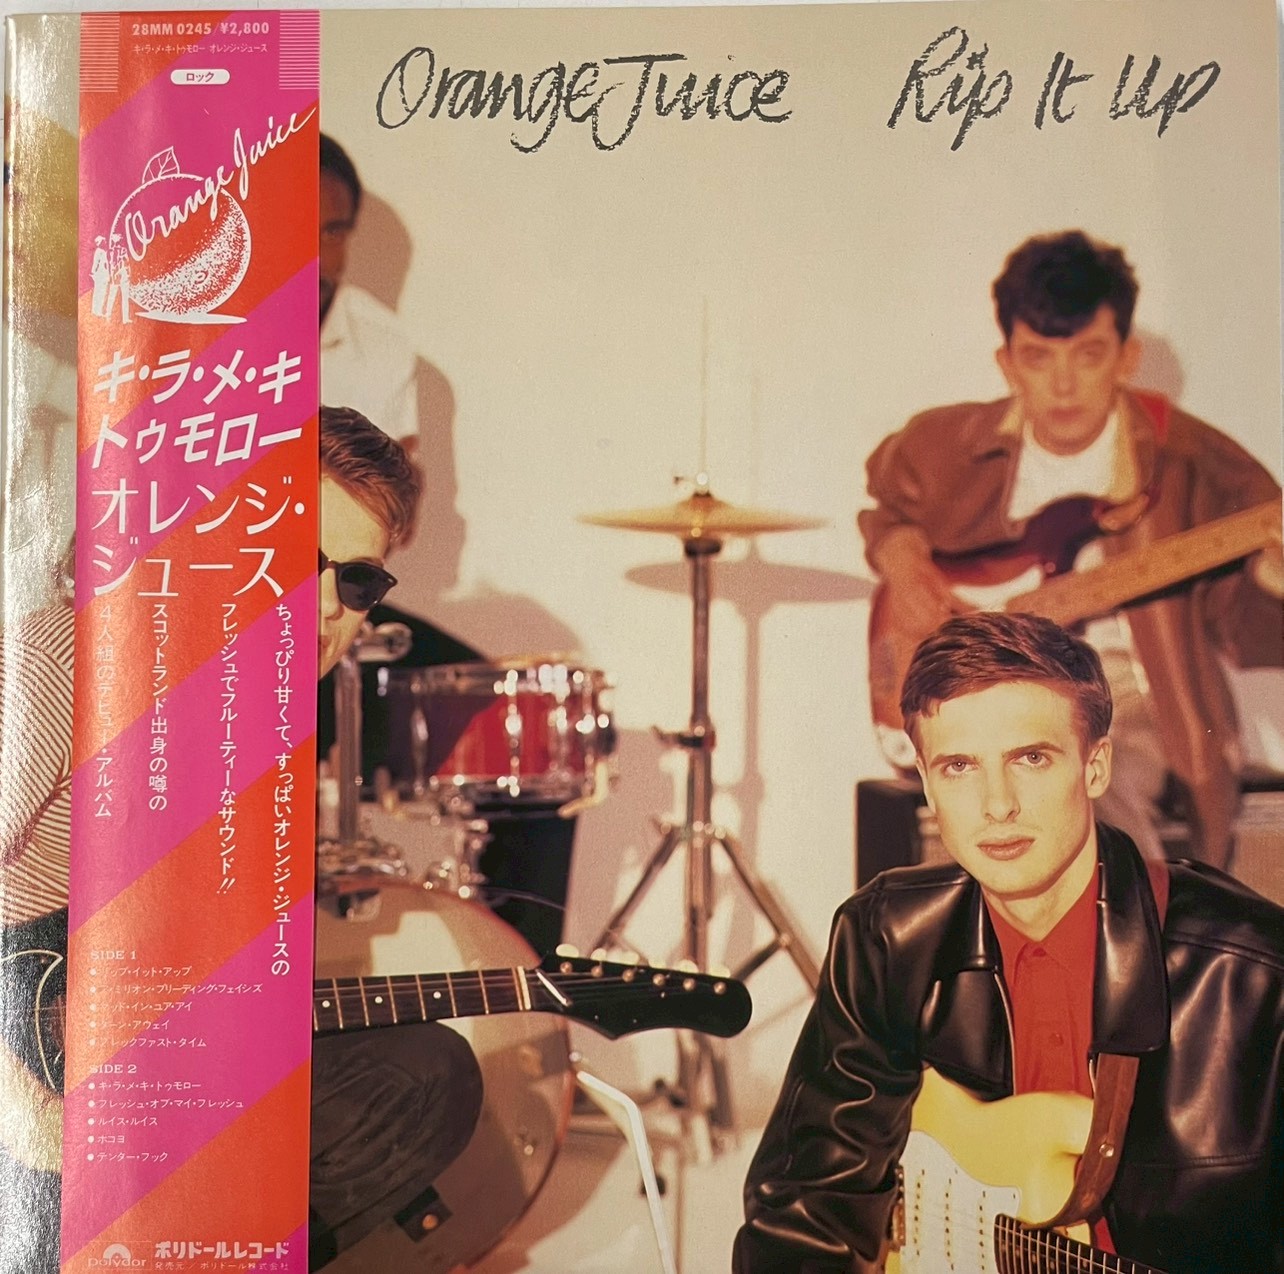 28MM 0245/¥2,800
キ・ラ・メ・キ・トゥモロー オレンジ・ジュース
ロック
Orange Juice
キ・ラ・メ・キ
トゥモロー
オレンジ・
ジュース
ちょっぴり甘くて、すっぱいオレンジ・ジュースの
フレッシュでフルーティーなサウンド!!
スコットランド出身の噂の
4人組のデビュー・アルバム
SIDE 1
●リップ・イット・アップ
●ア・ミリオン・プリーディング・フェイシズ
●マッド・イン・ユア・アイ
●ターン・アウェイ
●ブレックファスト・タイム
SIDE 2
●キ・ラ・メ・キ・トゥモロー
●フレッシュ・オブ・マイ・フレッシュ
●ルイズ・ルイズ
●ホコヨ
●テンター・フック
polydor
ポリドールレコード
発売元/ポリドール株式会社
Orange Juice Rip It Up